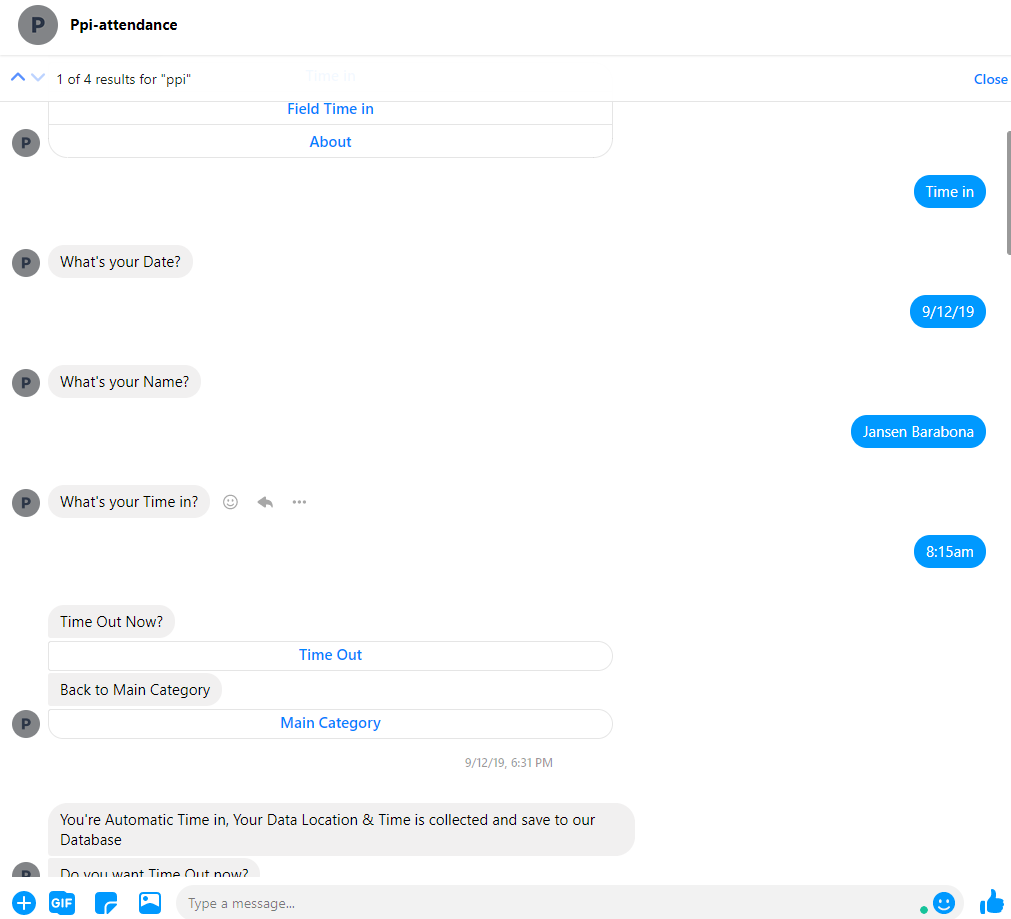 P
Ppi-attendance
1 of 4 results for "ppi"
Time in
Close
Field Time in
About
P
Time in
What's your Date?
P
9/12/19
What's your Name?
P
Jansen Barabona
What's your Time in?
P
8:15am
Time Out Now?
Time Out
Back to Main Category
Main Category
P
9/12/19, 6:31 PM
You're Automatic Time in, Your Data Location & Time is collected and save to our
Database
Do you want Time Out now?
P
GIF
Type a message...